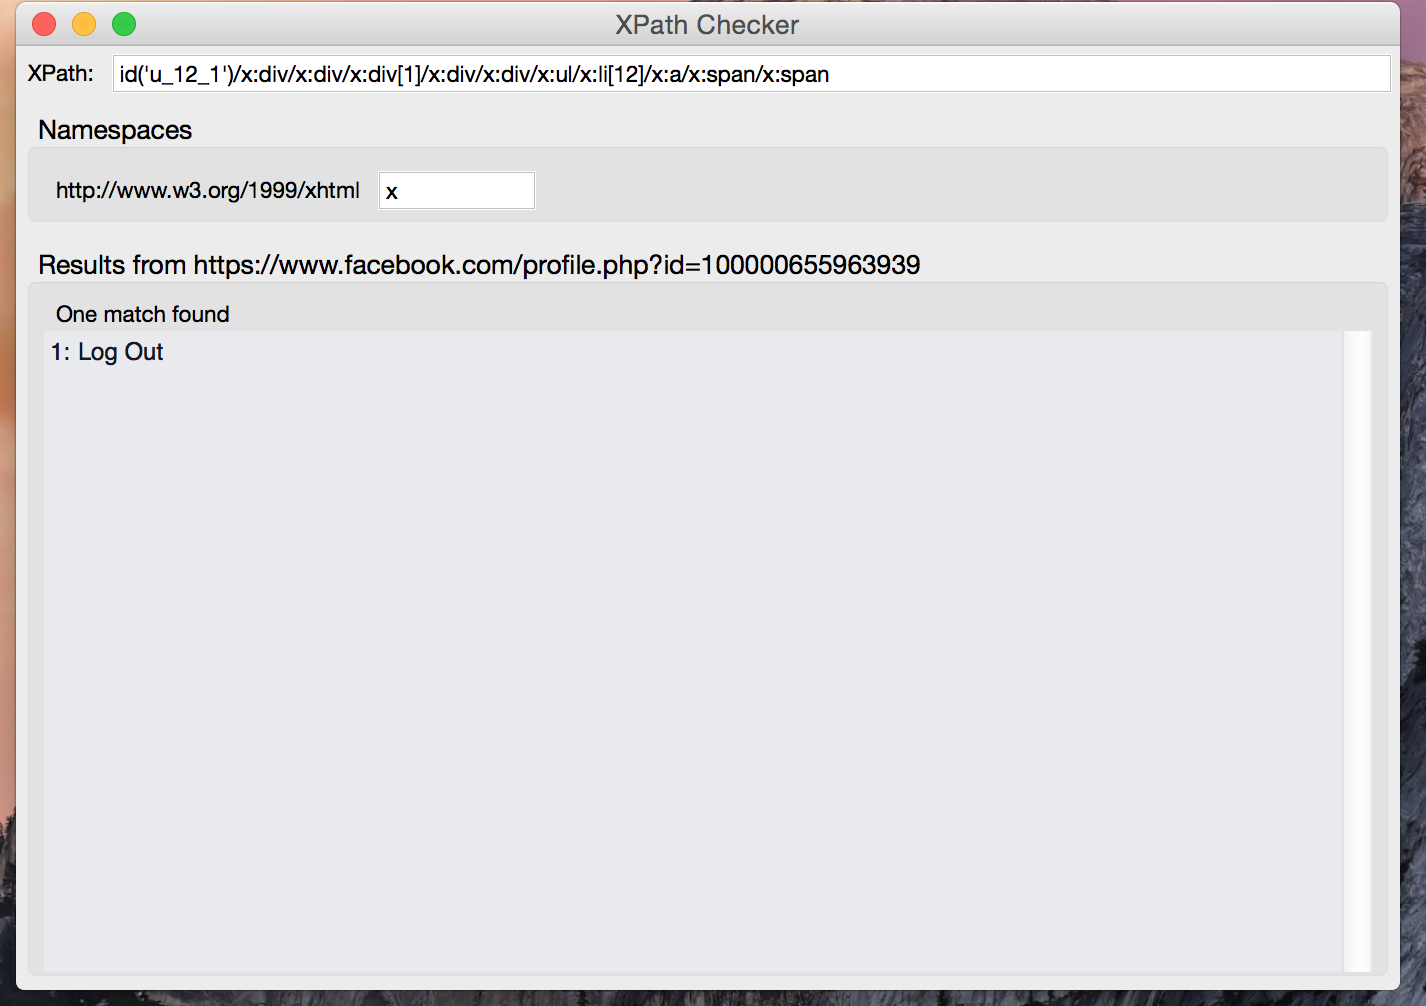 XPath Checker
XPath: id('u_12_1')/x:div/x:div/x:div[1]/x:div/x:div/x:ul/x:li[12]/x:a/x:span/x:span
Namespaces
http://www.w3.org/1999/xhtml x
Results from https://www.facebook.com/profile.php?id=100000655963939
One match found
1: Log Out